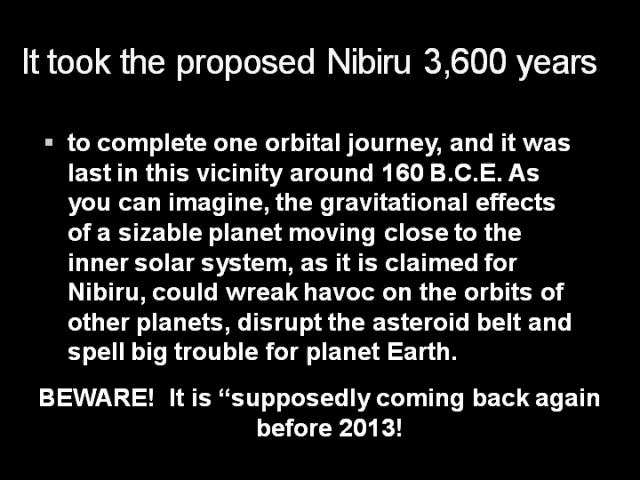 It took the proposed Nibiru 3,600 years
▪ to complete one orbital journey, and it was
last in this vicinity around 160 B.C.E. As
you can imagine, the gravitational effects
of a sizable planet moving close to the
inner solar system, as it is claimed for
Nibiru, could wreak havoc on the orbits of
other planets, disrupt the asteroid belt and
spell big trouble for planet Earth.
BEWARE!  It is “supposedly coming back again
before 2013!